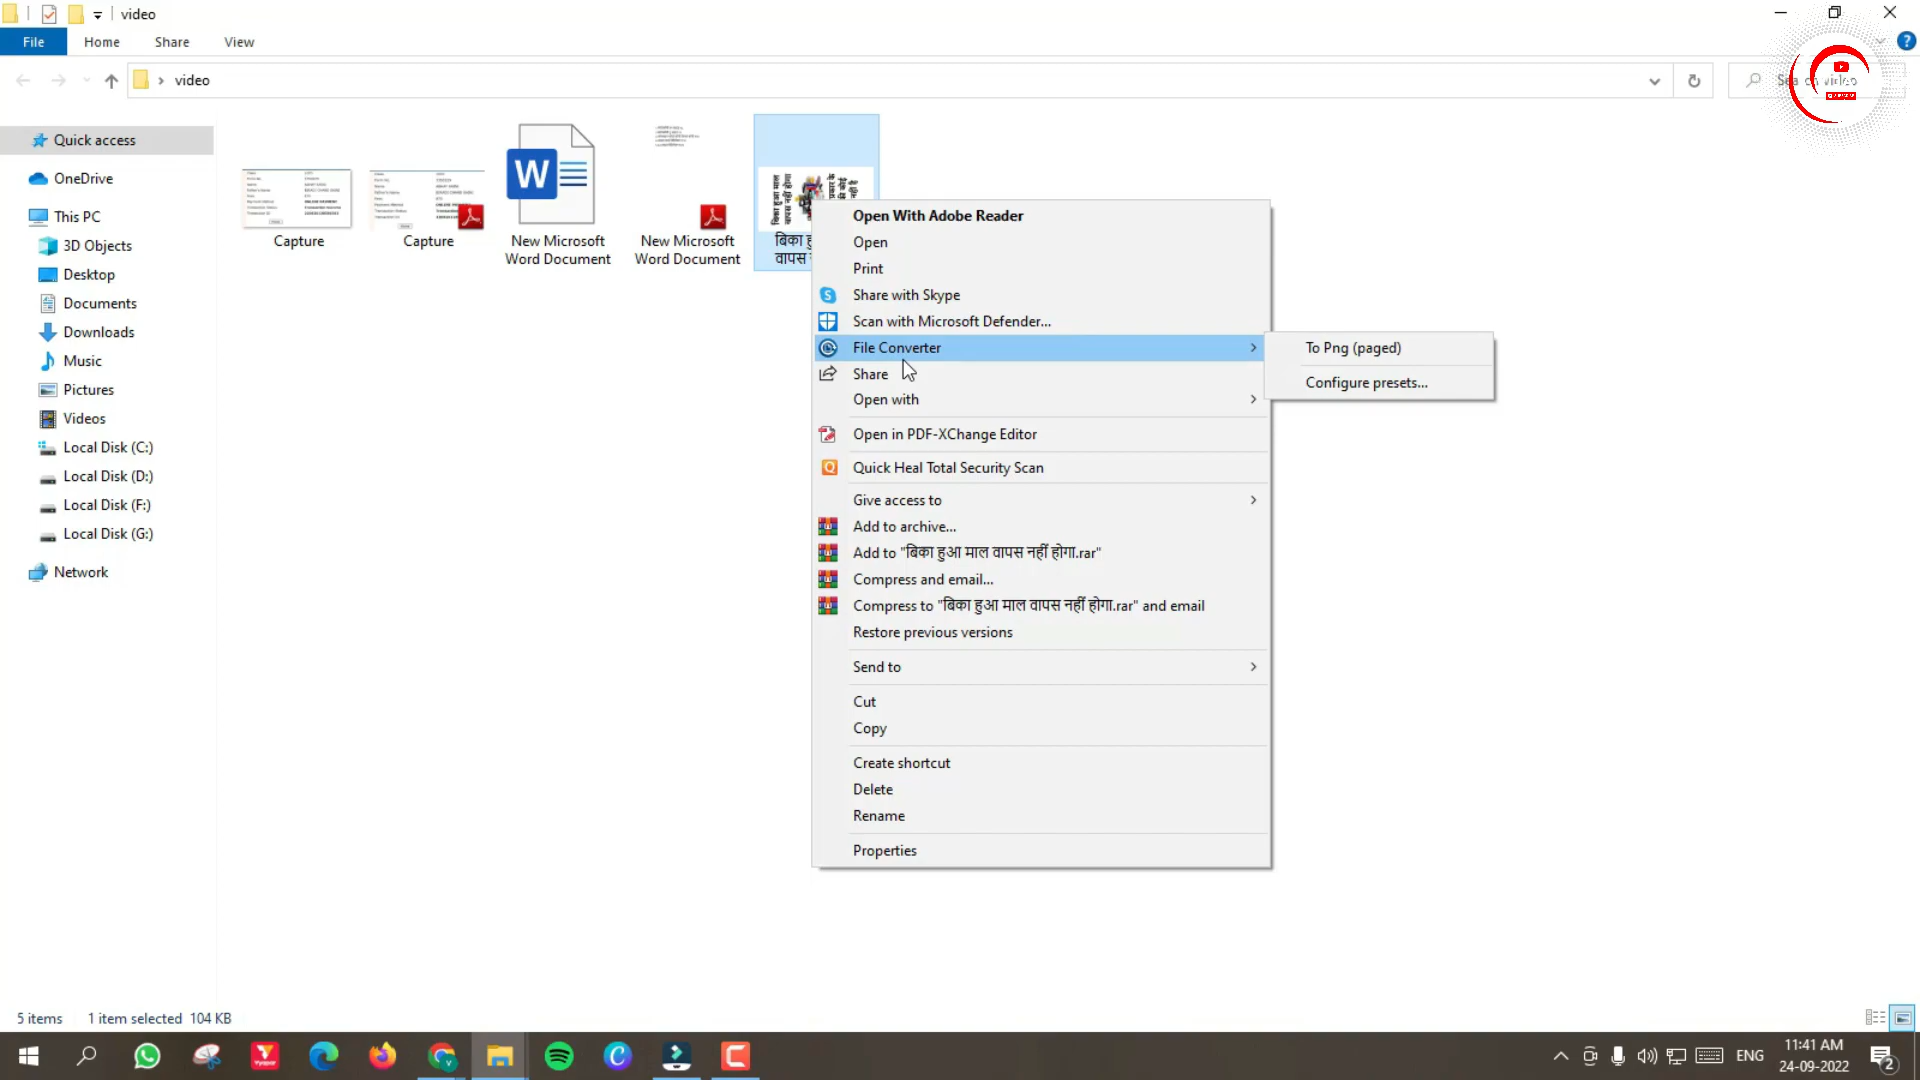 video
File
Home
Share
View
video
Quick access
OneDrive
This PC
3D Objects
Desktop
Documents
Downloads
Music
Pictures
Videos
Local Disk (C:)
Local Disk (D:)
Local Disk (F:)
Local Disk (G:)
Network
Capture
Capture
New Microsoft
Word Document
New Microsoft
Word Document
बिका
वापस
Open With Adobe Reader
Open
Print
Share with Skype
Scan with Microsoft Defender...
File Converter
Share
Open with
Open in PDF-XChange Editor
Quick Heal Total Security Scan
Give access to
Add to archive...
Add to "बिका हुआ माल वापस नहीं होगा.rar"
Compress and email...
Compress to "बिका हुआ माल वापस नहीं होगा.rar" and email
Restore previous versions
Send to
Cut
Copy
Create shortcut
Delete
Rename
Properties
To Png (paged)
Configure presets...
5 items 1 item selected 104 KB
ENG
11:41 AM
24-09-2022
2